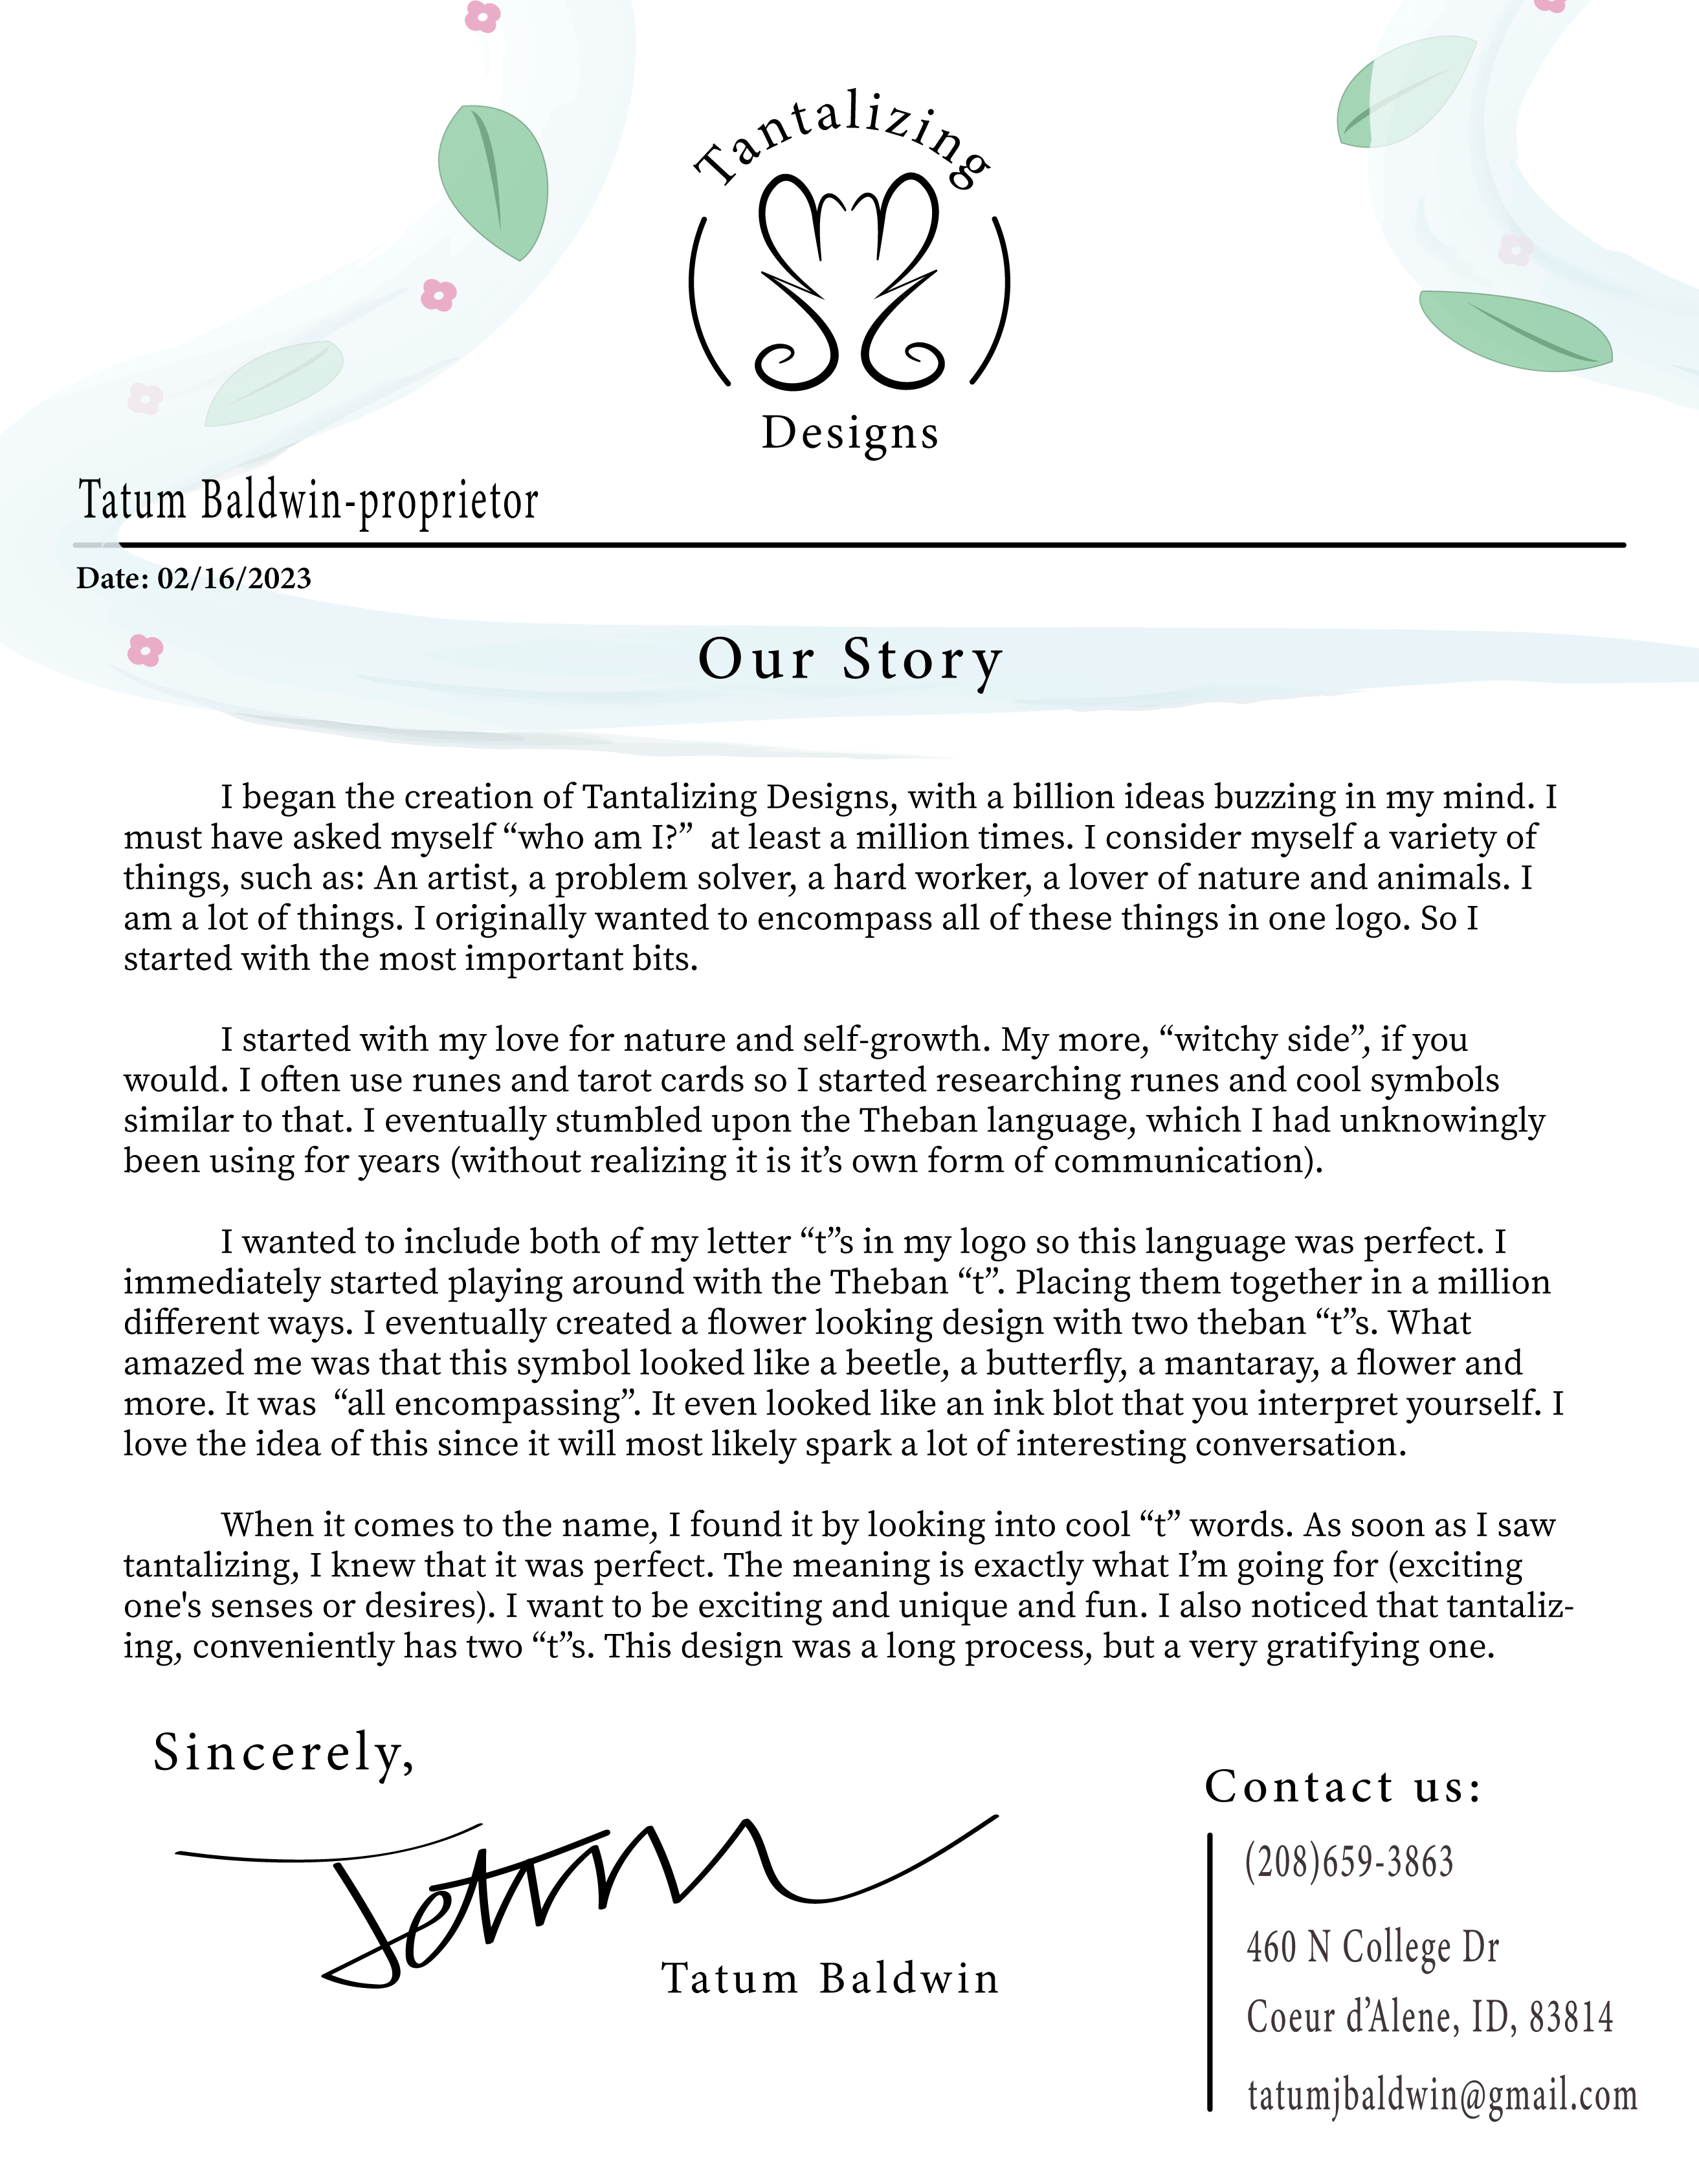 Tantalizing
Designs
Tatum Baldwin-proprietor
Date: 02/16/2023
Our Story
I began the creation of Tantalizing Designs, with a billion ideas buzzing in my mind. I
must have asked myself “who am I?”  at least a million times. I consider myself a variety of
things, such as: An artist, a problem solver, a hard worker, a lover of nature and animals. I
am a lot of things. I originally wanted to encompass all of these things in one logo. So I
started with the most important bits.
I started with my love for nature and self-growth. My more, “witchy side”, if you
would. I often use runes and tarot cards so I started researching runes and cool symbols
similar to that. I eventually stumbled upon the Theban language, which I had unknowingly
been using for years (without realizing it is it’s own form of communication).
I wanted to include both of my letter “t”s in my logo so this language was perfect. I
immediately started playing around with the Theban “t”. Placing them together in a million
different ways. I eventually created a flower looking design with two theban “t”s. What
amazed me was that this symbol looked like a beetle, a butterfly, a mantaray, a flower and
more. It was  “all encompassing”. It even looked like an ink blot that you interpret yourself. I
love the idea of this since it will most likely spark a lot of interesting conversation.
When it comes to the name, I found it by looking into cool “t” words. As soon as I saw
tantalizing, I knew that it was perfect. The meaning is exactly what I’m going for (exciting
one's senses or desires). I want to be exciting and unique and fun. I also noticed that tantaliz-
ing, conveniently has two “t”s. This design was a long process, but a very gratifying one.
Sincerely,
Tatum Baldwin
Contact us:
(208)659-3863
460 N College Dr
Coeur d’Alene, ID, 83814
tatumjbaldwin@gmail.com